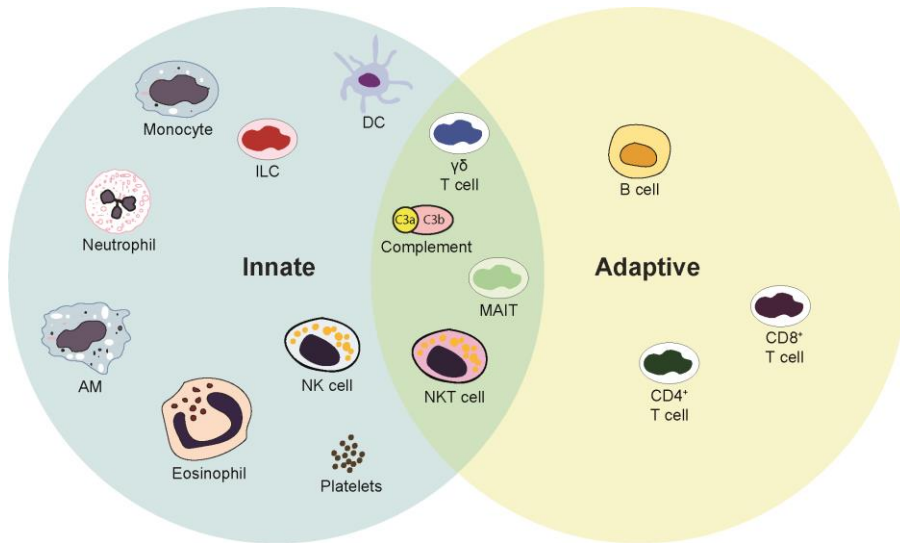 Monocyte
DC
ILC
γδ
T cell
B cell
Neutrophil
C3a
C3b
Complement
Innate
Adaptive
MAIT
CD8⁺
T cell
AM
NK cell
NKT cell
CD4⁺
T cell
Eosinophil
Platelets